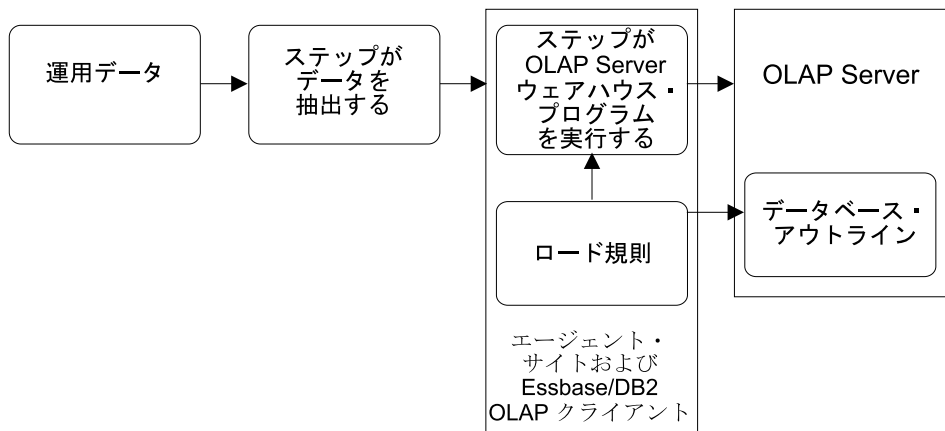 運用データ
ステップが
データを
抽出する
ステップが
OLAP Server
ウェアハウス・
プログラム
を実行する
OLAP Server
ロード規則
データベース・
アウトライン
エージェント・
サイトおよび
Essbase/DB2
OLAP クライアント